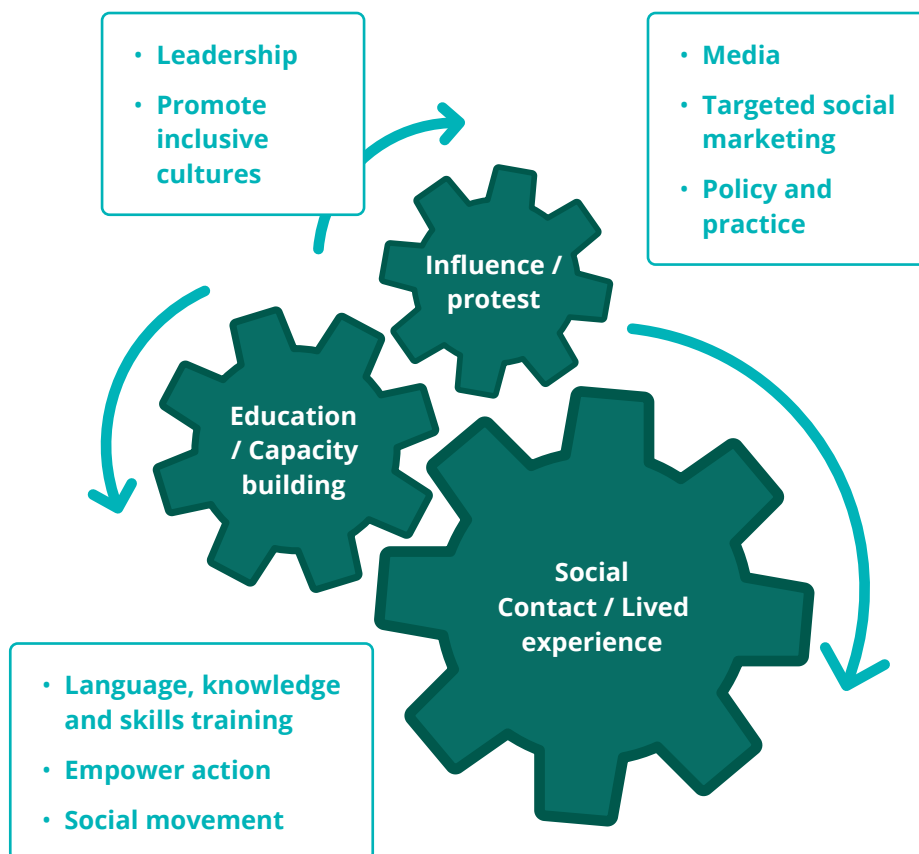 • Leadership
• Promote
inclusive
cultures
• Media
• Targeted social
marketing
• Policy and
practice
Influence /
protest
Education
/ Capacity
building
Social
Contact / Lived
experience
• Language, knowledge
and skills training
• Empower action
• Social movement